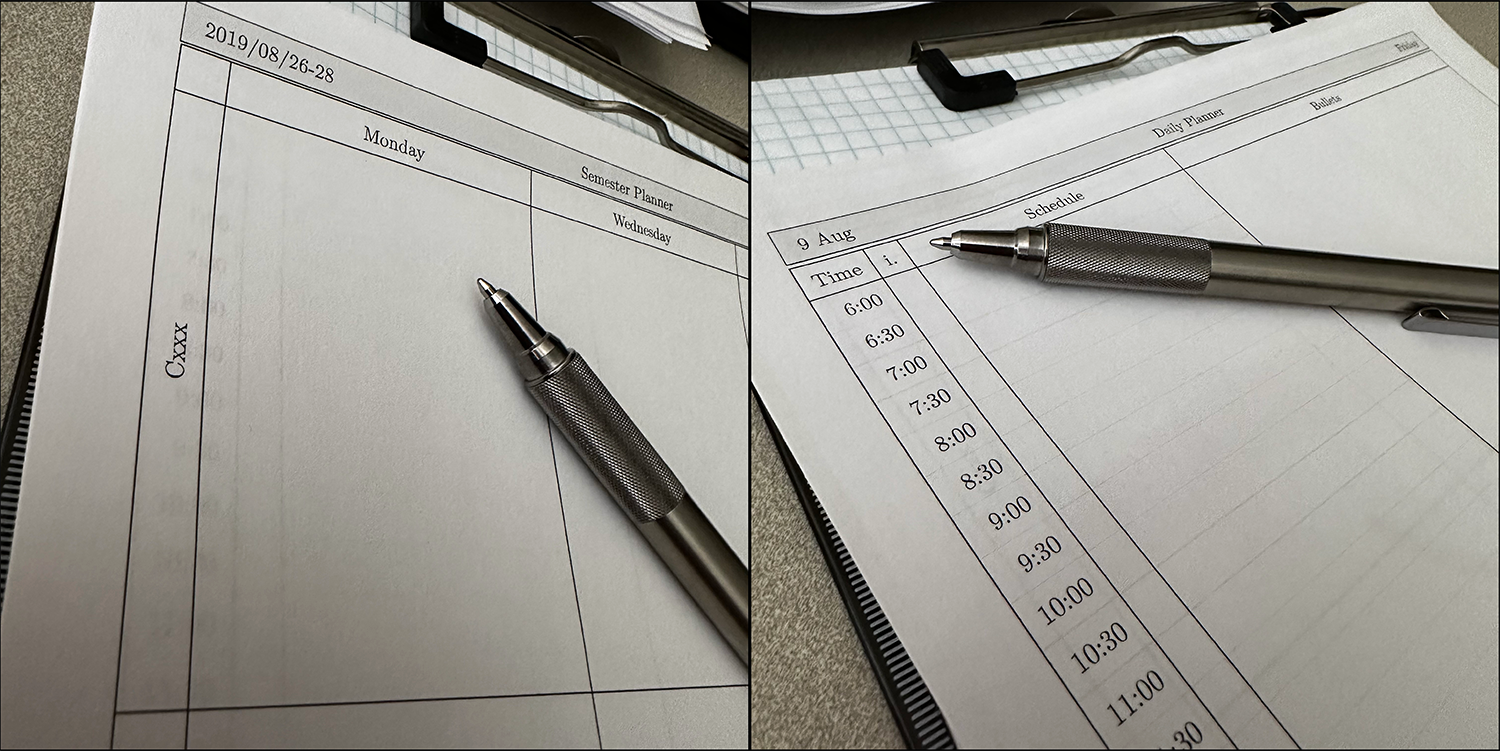 2019/08/26-28
Semester Planner
Monday
Wednesday
Cxxx
9 Aug
Daily Planner
Friday
Time
i.
Schedule
Bullets
6:00
6:30
7:00
7:30
8:00
8:30
9:00
9:30
10:00
10:30
11:00
:30